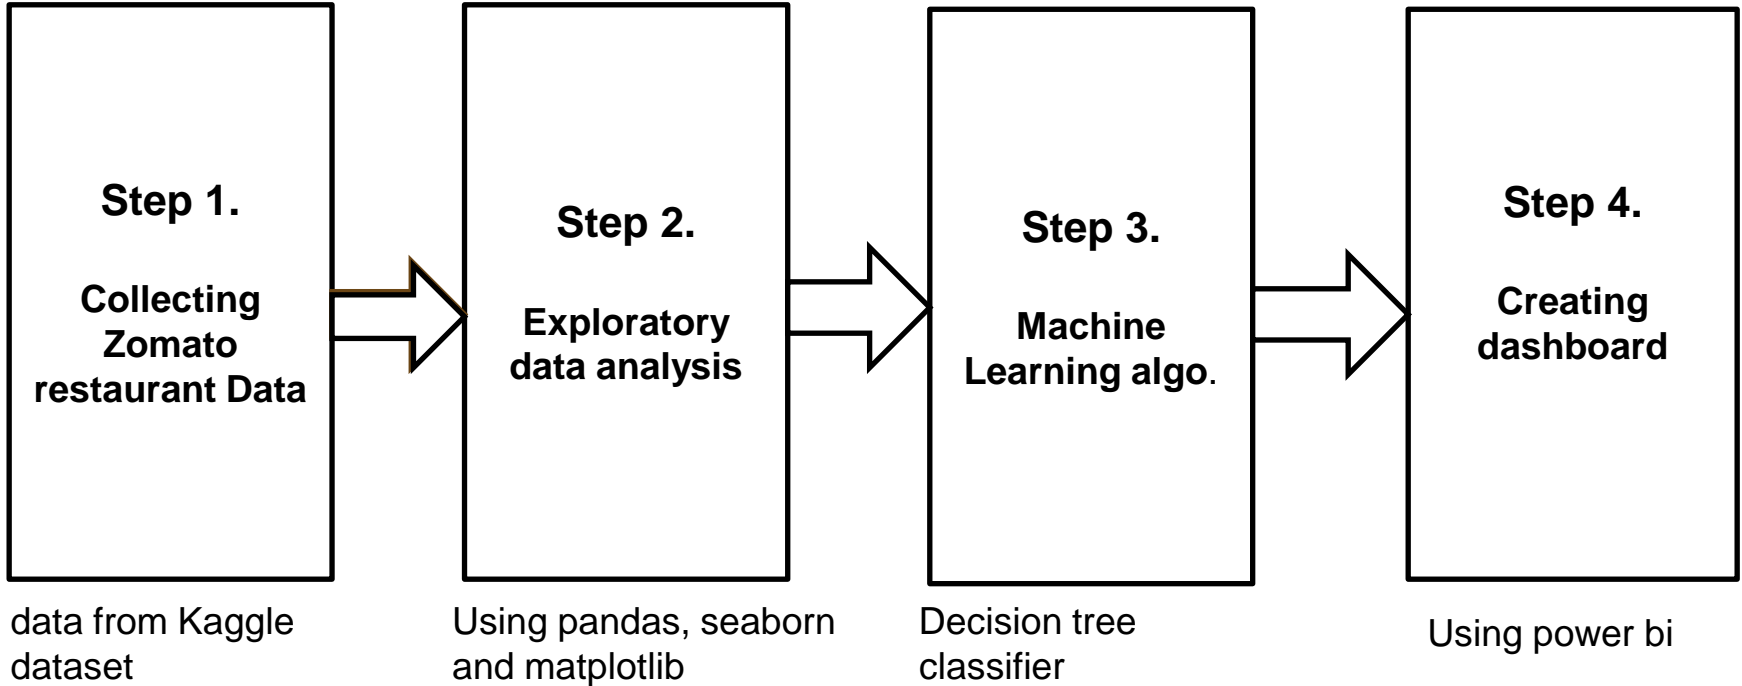 Step 1.
Collecting
Zomato
restaurant Data
data from Kaggle
dataset
Step 2.
Exploratory
data analysis
Using pandas, seaborn
and matplotlib
Step 3.
Machine
Learning algo.
Decision tree
classifier
Step 4.
Creating
dashboard
Using power bi